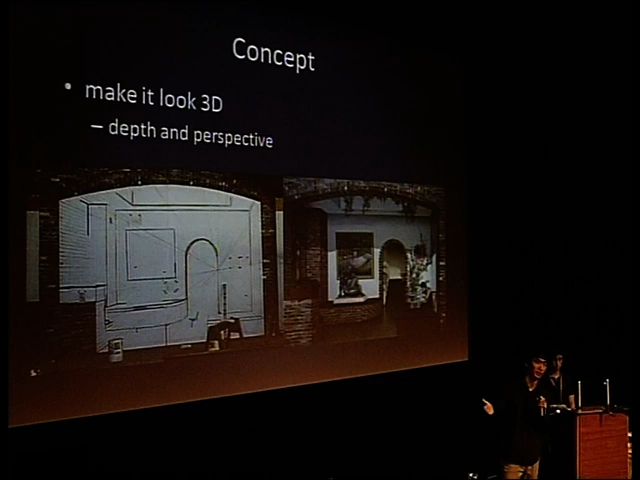 Concept
• make it look 3D
– depth and perspective